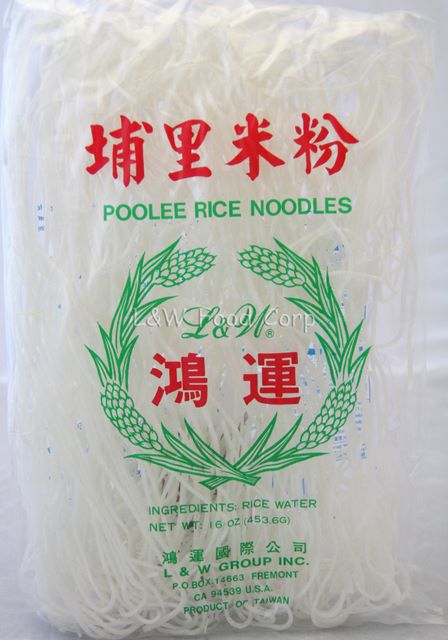 埔里米粉
POOLEE RICE NOODLES
L&W®
L&W Food Corp
鴻運
INGREDIENTS: RICE WATER
NET WT: 16 OZ (453.6G)
鴻運國際公司
L & W GROUP INC.
P.O.BOX 14663 FREMONT
CA 94539 U.S.A.
PRODUCT OF TAIWAN